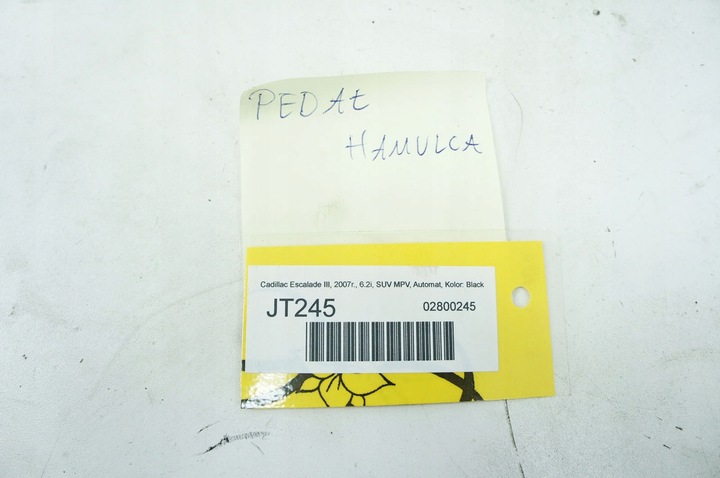 PEDAŁ
HAMULCA
Cadillac Escalade III, 2007r., 6.2i, SUV MPV, Automat, Kolor: Black
JT245
02800245